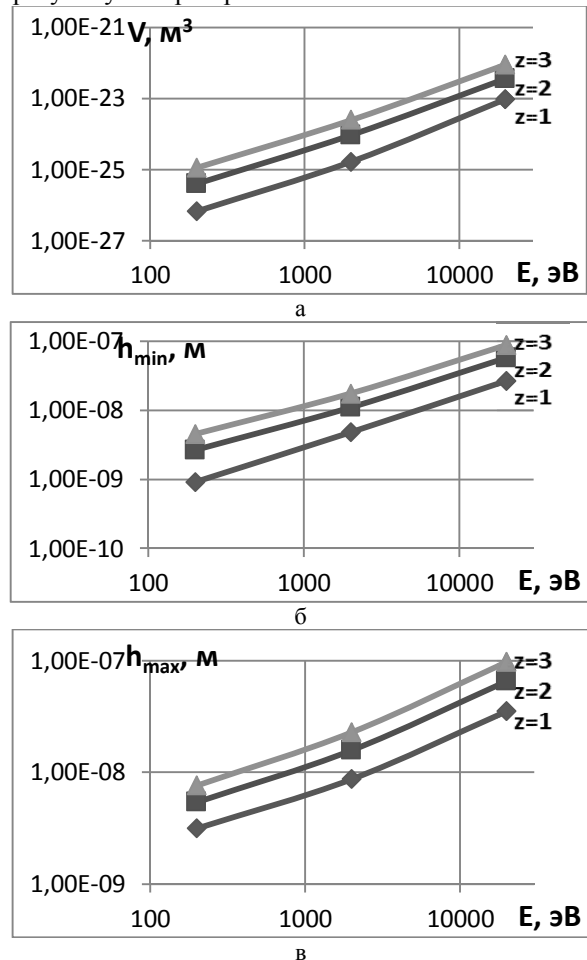 1,00E-21
V, м³
z=3
z=2
1,00E-23
z=1
1,00E-25
1,00E-27
100 1000 10000 E, эВ
а
1,00E-07
hmin, м
z=3
z=2
1,00E-08
z=1
1,00E-09
1,00E-10
100 1000 10000 E, эВ
б
1,00E-07
hmax, м
z=3
z=2
z=1
1,00E-08
1,00E-09
100 1000 10000 E, эВ
в